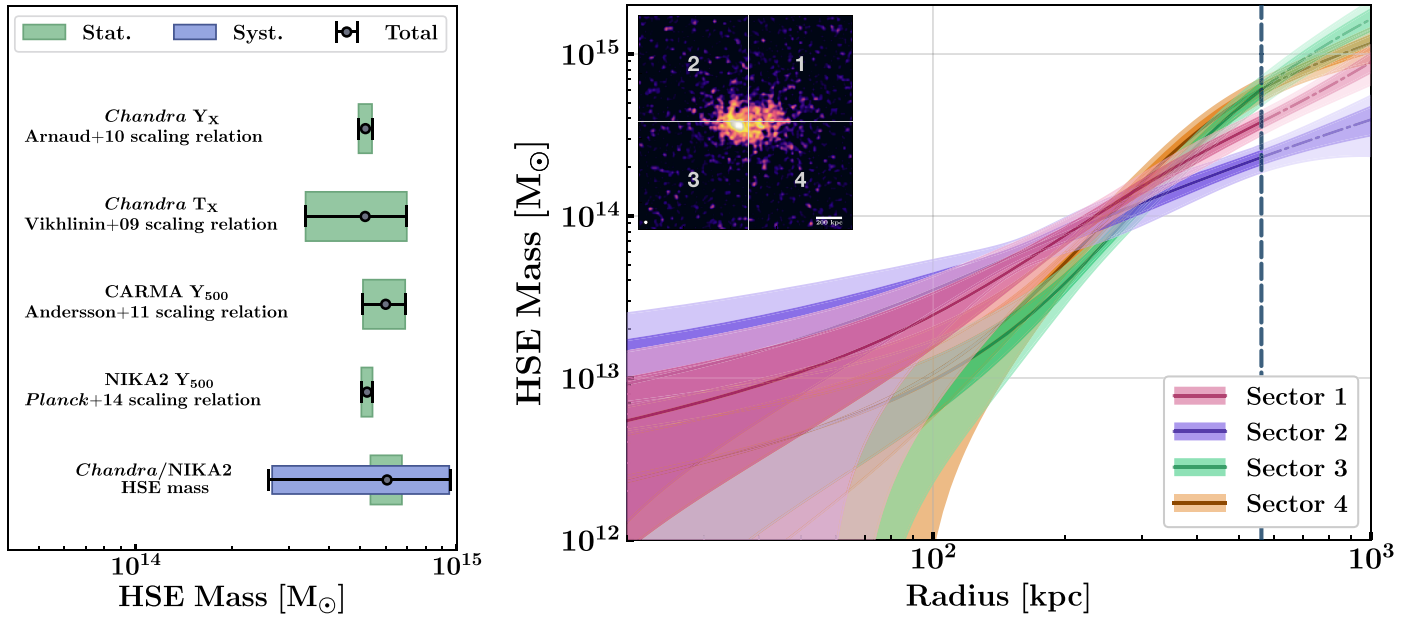 Stat. Syst. Total
Chandra Y_X
Arnaud+10 scaling relation
Chandra T_X
Vikhlinin+09 scaling relation
CARMA Y_500
Andersson+11 scaling relation
NIKA2 Y_500
Planck+14 scaling relation
Chandra/NIKA2
HSE mass
10^14 10^15
HSE Mass [M_⊙]
HSE Mass [M_⊙]
10^15
10^14
10^13
10^12
2 1
3 4
200 kpc
Sector 1
Sector 2
Sector 3
Sector 4
10^2 10^3
Radius [kpc]